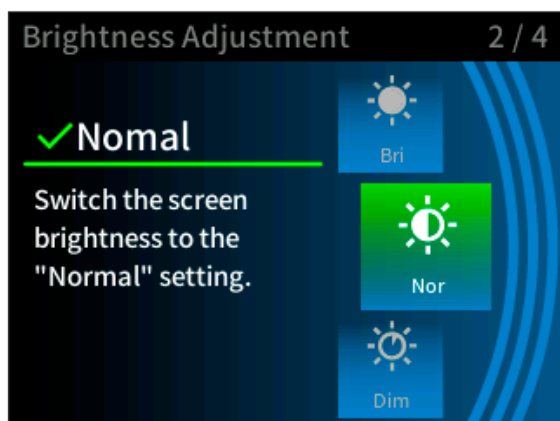 Brightness Adjustment 2 / 4
Nomal
Switch the screen
brightness to the
"Normal" setting.
Bri
Nor
Dim